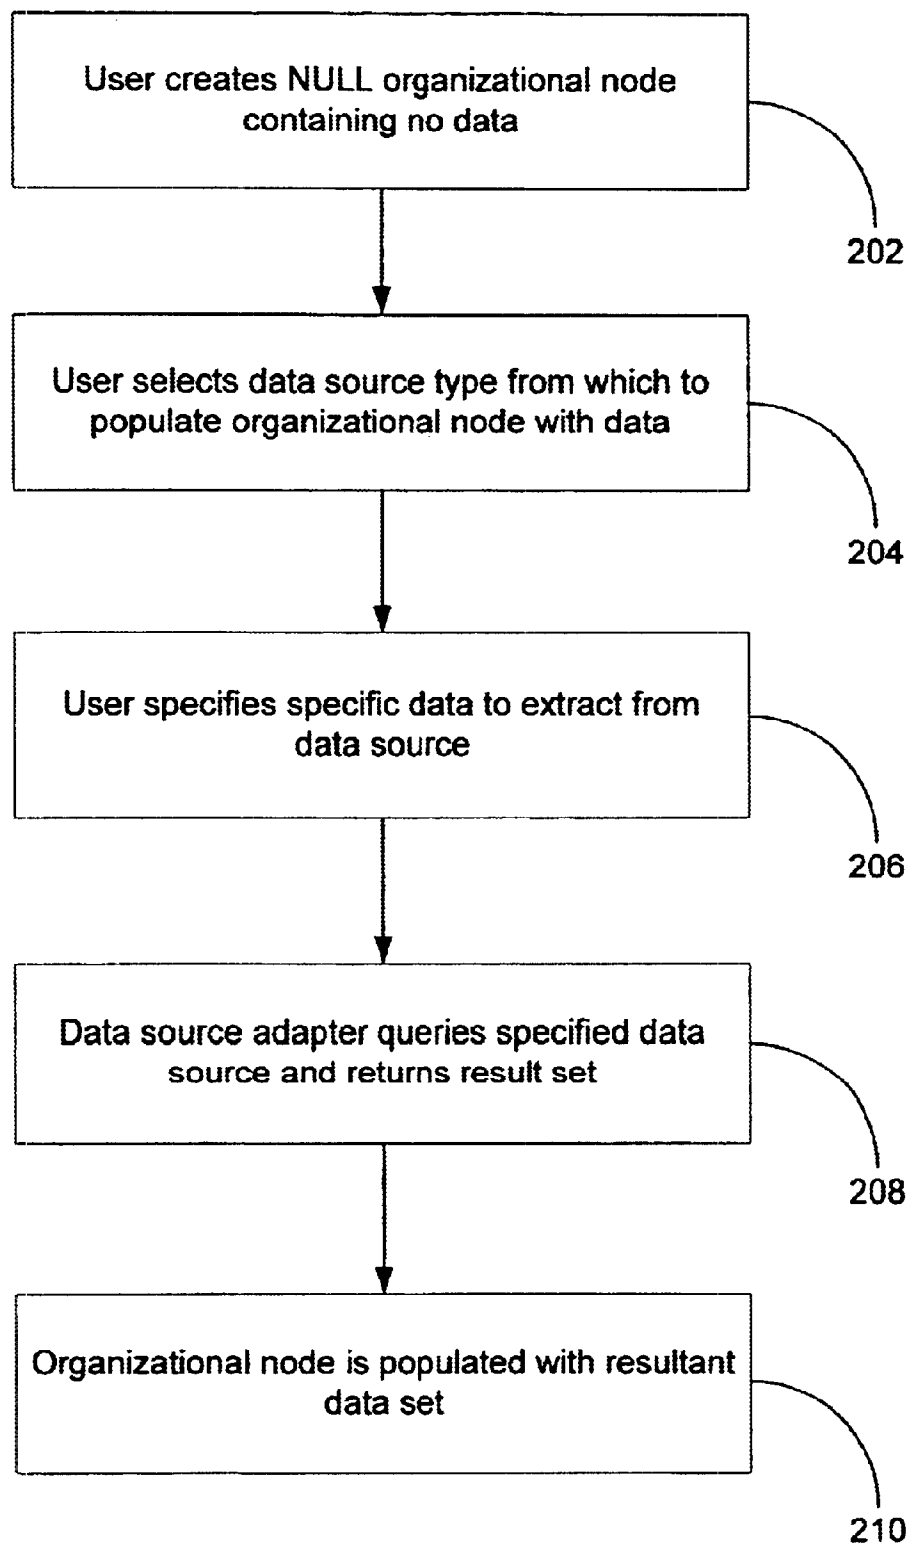 User creates NULL organizational node
containing no data
202
User selects data source type from which to
populate organizational node with data
204
User specifies specific data to extract from
data source
206
Data source adapter queries specified data
source and returns result set
208
Organizational node is populated with resultant
data set
210